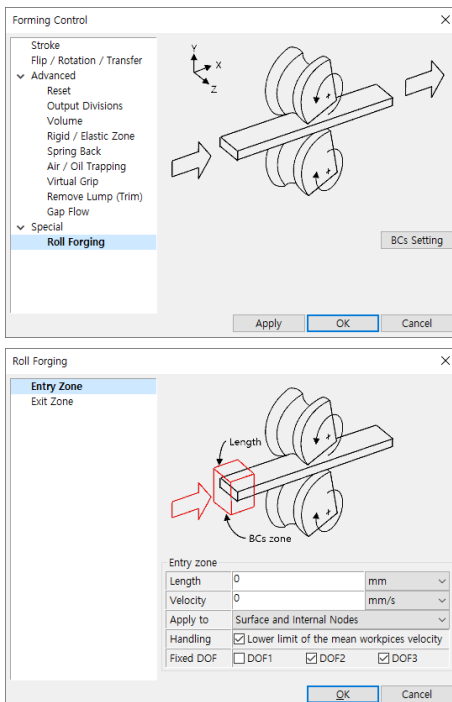 Forming Control
Stroke
Flip / Rotation / Transfer
Advanced
Reset
Output Divisions
Volume
Rigid / Elastic Zone
Spring Back
Air / Oil Trapping
Virtual Grip
Remove Lump (Trim)
Gap Flow
Special
Roll Forging
Y
X
Z
BCs Setting
Apply OK Cancel
Roll Forging
Entry Zone
Exit Zone
Length
BCs zone
Entry zone
Length 0 mm
Velocity 0 mm/s
Apply to Surface and Internal Nodes
Handling Lower limit of the mean workpices velocity
Fixed DOF DOF1 DOF2 DOF3
OK Cancel